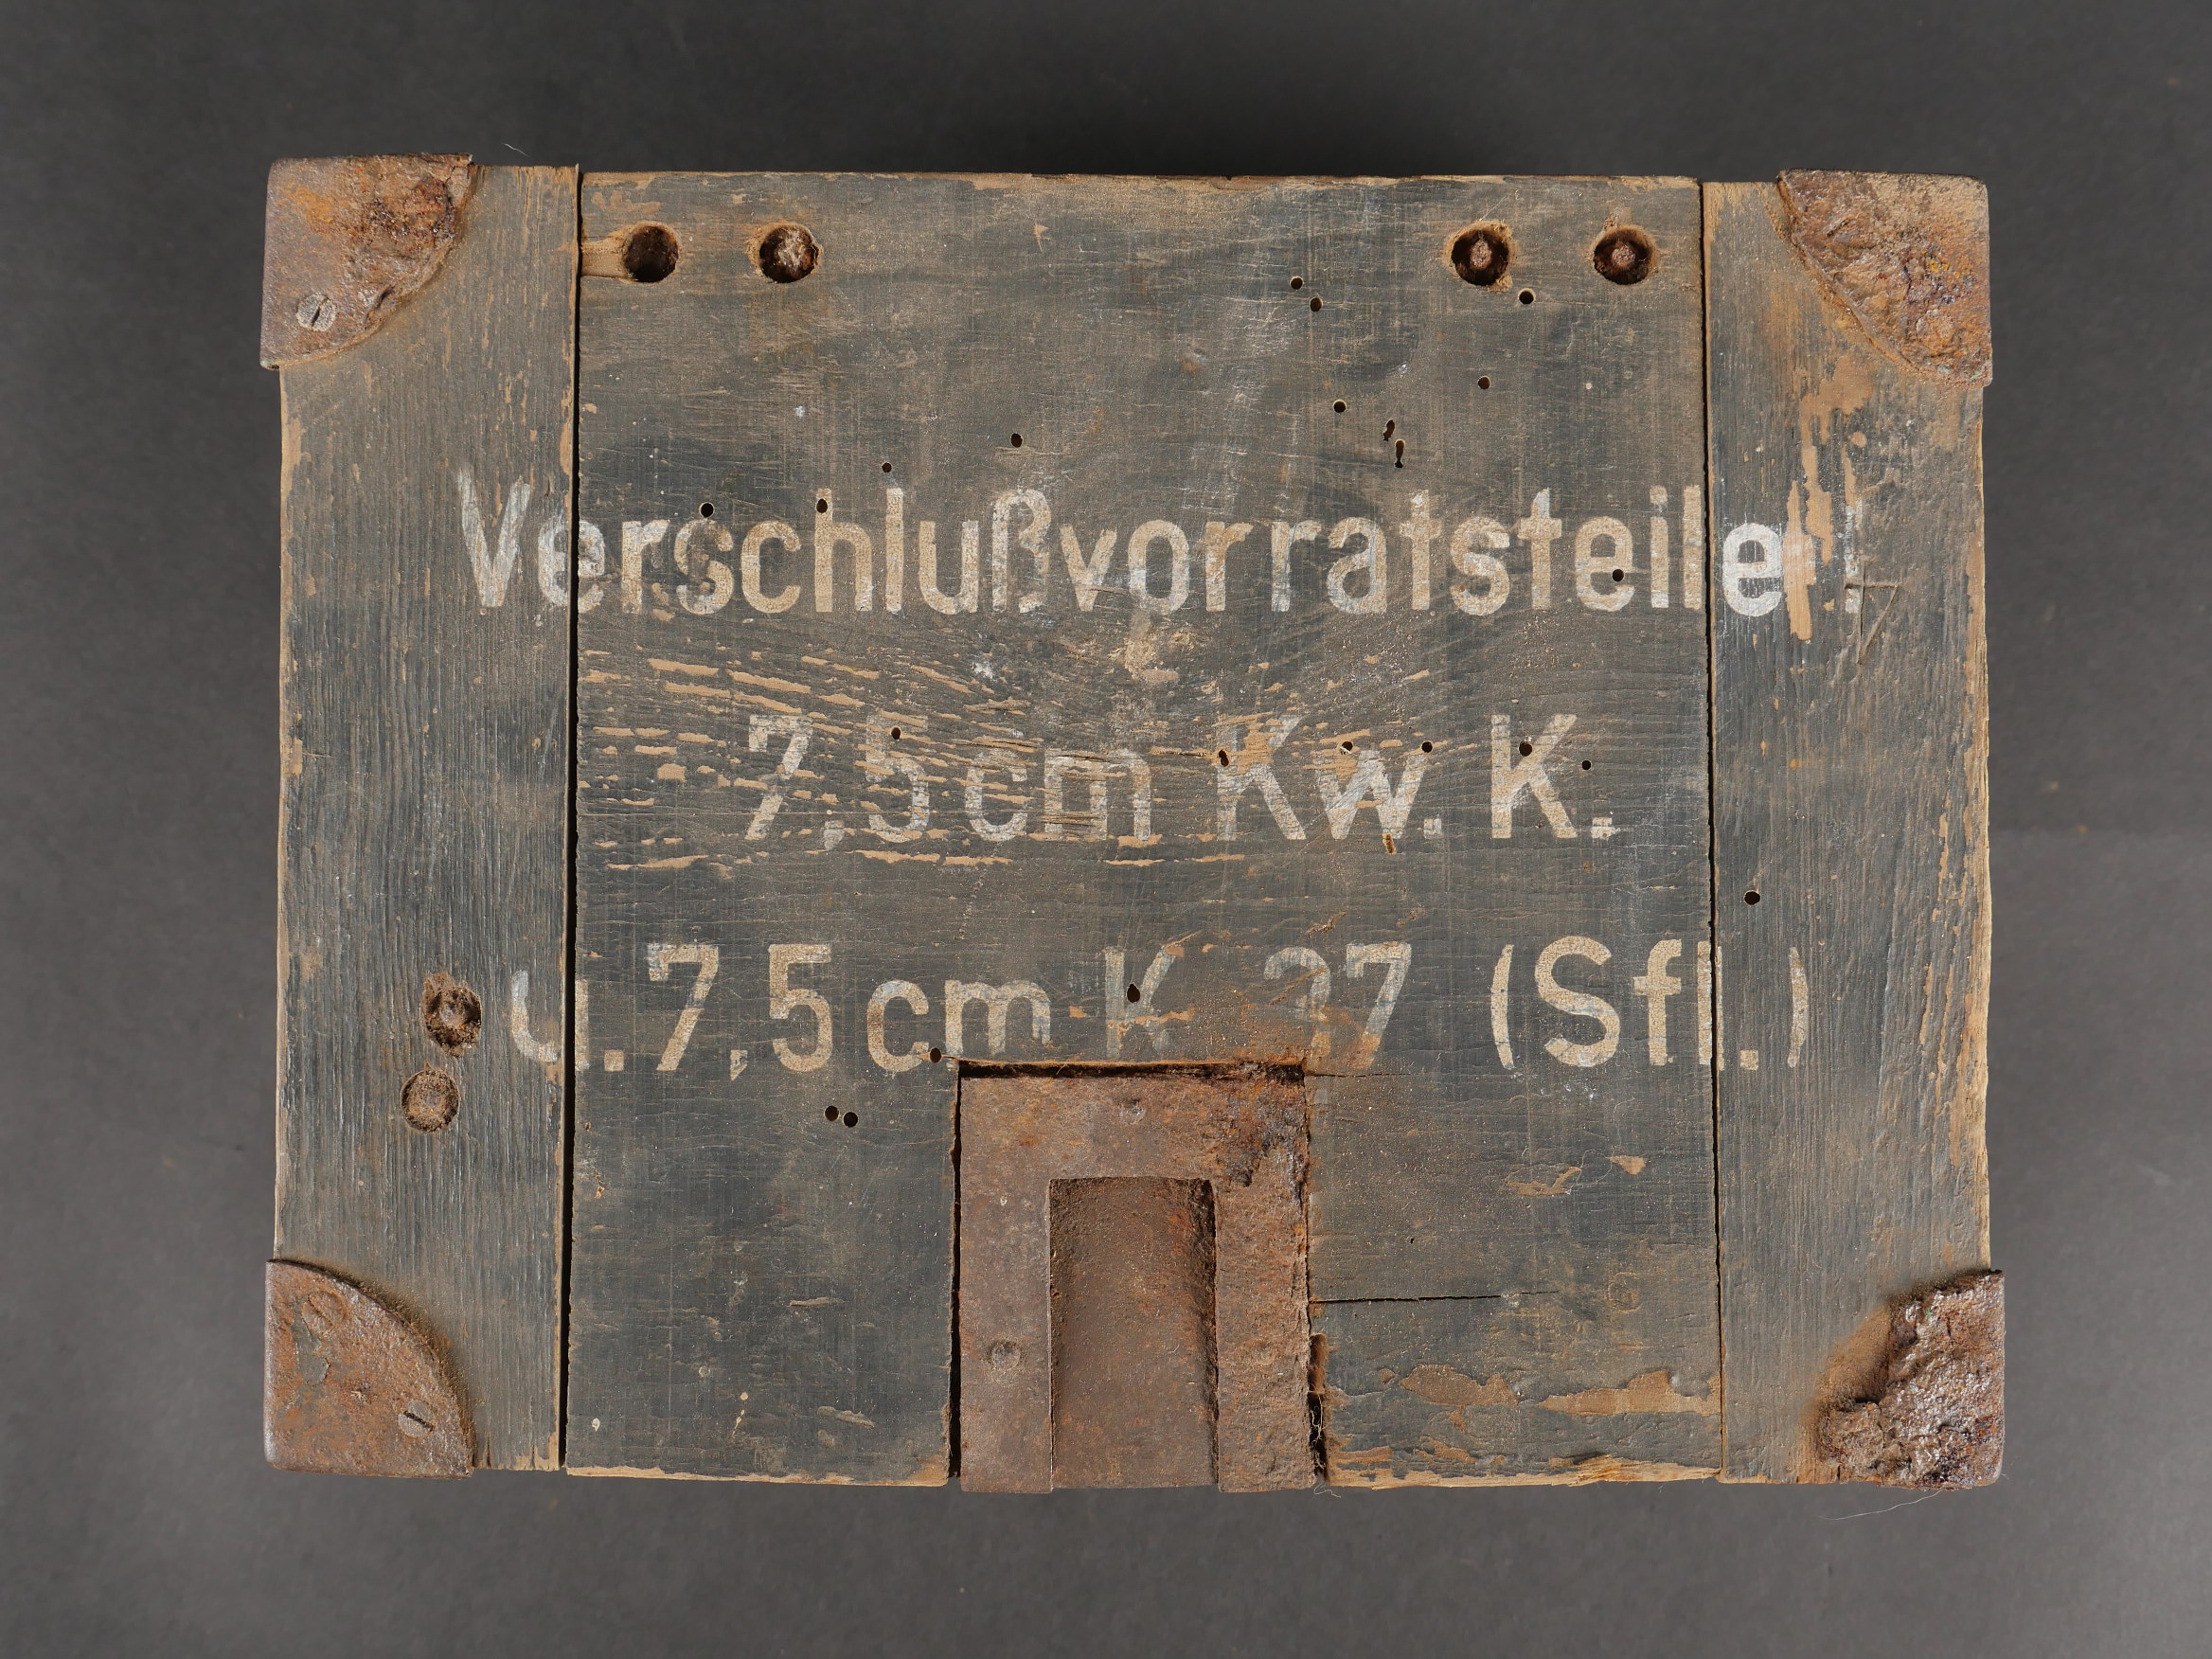 Verschlußvorratsteile
7,5 cm Kw. K.
u. 7,5 cm K 37 (Sfl.)